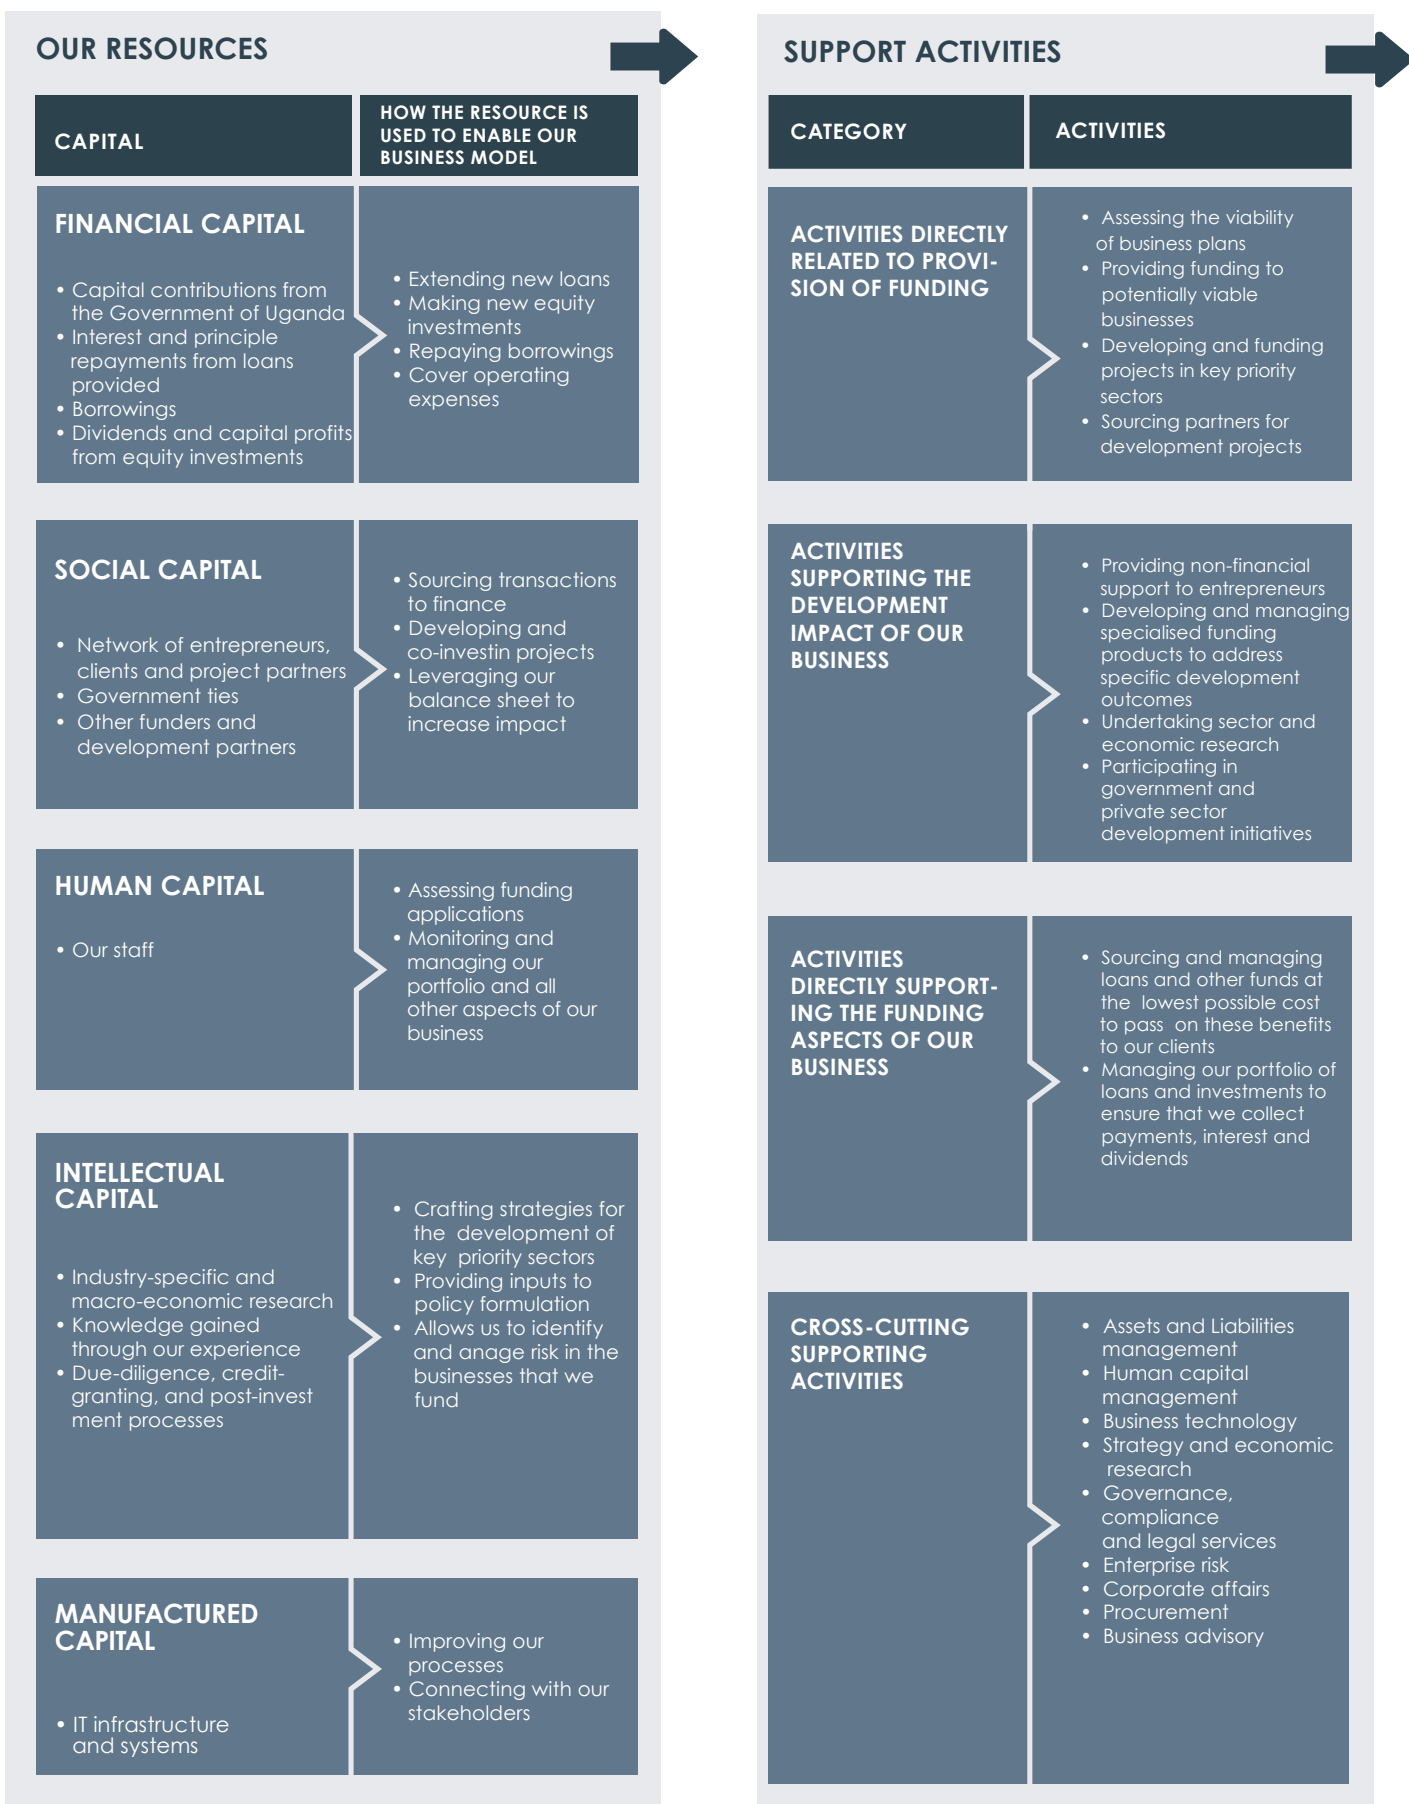 OUR RESOURCES
CAPITAL
HOW THE RESOURCE IS
USED TO ENABLE OUR
BUSINESS MODEL
FINANCIAL CAPITAL
• Capital contributions from
the Government of Uganda
• Interest and principle
repayments from loans
provided
• Borrowings
• Dividends and capital profits
from equity investments
• Extending new loans
• Making new equity
investments
• Repaying borrowings
• Cover operating
expenses
SOCIAL CAPITAL
• Network of entrepreneurs,
clients and project partners
• Government ties
• Other funders and
development partners
• Sourcing transactions
to finance
• Developing and
co-investin projects
• Leveraging our
balance sheet to
increase impact
HUMAN CAPITAL
• Our staff
• Assessing funding
applications
• Monitoring and
managing our
portfolio and all
other aspects of our
business
INTELLECTUAL
CAPITAL
• Industry-specific and
macro-economic research
• Knowledge gained
through our experience
• Due-diligence, credit-
granting, and post-invest
ment processes
• Crafting strategies for
the development of
key priority sectors
• Providing inputs to
policy formulation
• Allows us to identify
and anage risk in the
businesses that we
fund
MANUFACTURED
CAPITAL
• IT infrastructure
and systems
• Improving our
processes
• Connecting with our
stakeholders
SUPPORT ACTIVITIES
CATEGORY
ACTIVITIES
ACTIVITIES DIRECTLY
RELATED TO PROVI-
SION OF FUNDING
• Assessing the viability
of business plans
• Providing funding to
potentially viable
businesses
• Developing and funding
projects in key priority
sectors
• Sourcing partners for
development projects
ACTIVITIES
SUPPORTING THE
DEVELOPMENT
IMPACT OF OUR
BUSINESS
• Providing non-financial
support to entrepreneurs
• Developing and managing
specialised funding
products to address
specific development
outcomes
• Undertaking sector and
economic research
• Participating in
government and
private sector
development initiatives
ACTIVITIES
DIRECTLY SUPPORT-
ING THE FUNDING
ASPECTS OF OUR
BUSINESS
• Sourcing and managing
loans and other funds at
the lowest possible cost
to pass on these benefits
to our clients
• Managing our portfolio of
loans and investments to
ensure that we collect
payments, interest and
dividends
CROSS-CUTTING
SUPPORTING
ACTIVITIES
• Assets and Liabilities
management
• Human capital
management
• Business technology
• Strategy and economic
research
• Governance,
compliance
and legal services
• Enterprise risk
• Corporate affairs
• Procurement
• Business advisory